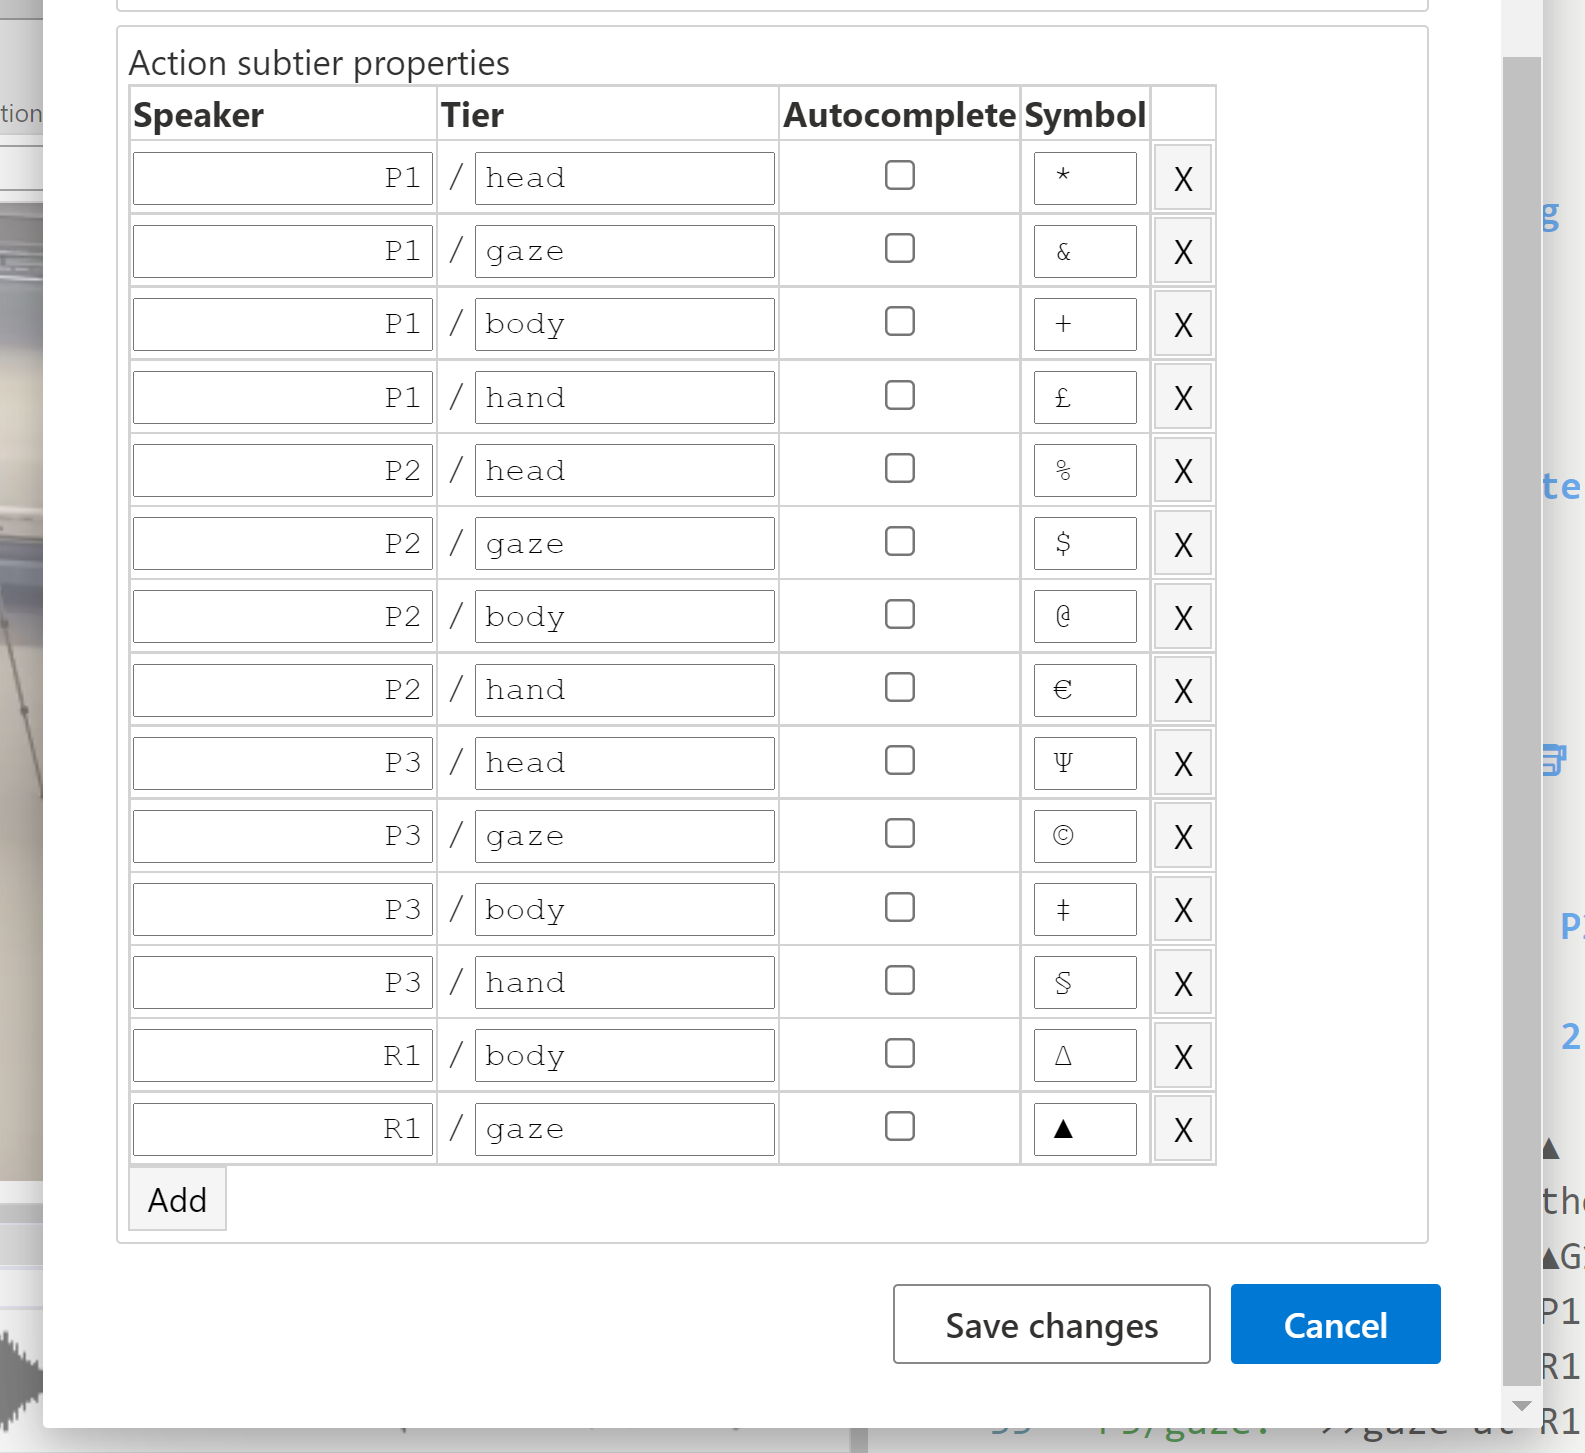 Action subtier properties
Speaker Tier Autocomplete Symbol
P1 / head * X
P1 / gaze & X
P1 / body + X
P1 / hand £ X
P2 / head % X
P2 / gaze $ X
P2 / body @ X
P2 / hand € X
P3 / head Ψ X
P3 / gaze © X
P3 / body ‡ X
P3 / hand § X
R1 / body Δ X
R1 / gaze ▲ X
Add
Save changes Cancel
tion
g
te
2
▲
P1
R1
R1